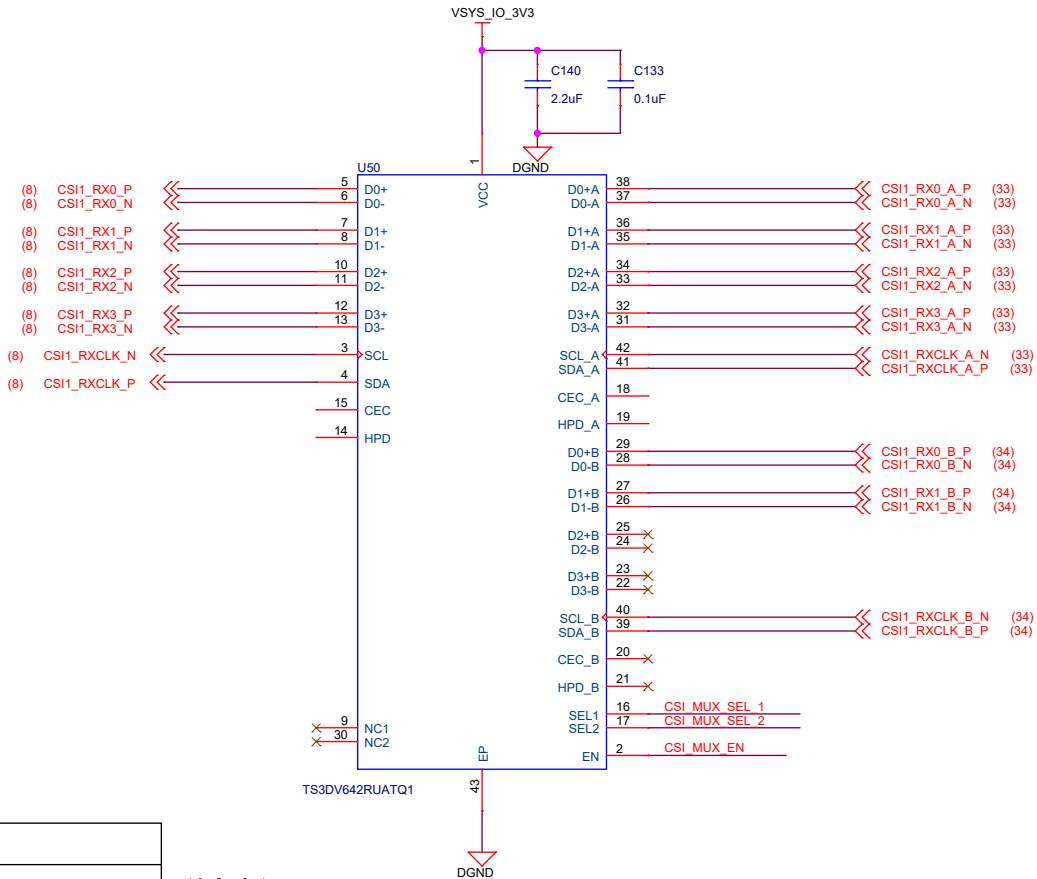 VSYS_IO_3V3
C140
C133
2.2uF
0.1uF
DGND
1
U50
VCC
(8) CSI1_RX0_P 5 D0+
(8) CSI1_RX0_N 6 D0-
(8) CSI1_RX1_P 7 D1+
(8) CSI1_RX1_N 8 D1-
(8) CSI1_RX2_P 10 D2+
(8) CSI1_RX2_N 11 D2-
(8) CSI1_RX3_P 12 D3+
(8) CSI1_RX3_N 13 D3-
(8) CSI1_RXCLK_N 3 SCL
(8) CSI1_RXCLK_P 4 SDA
15 CEC
14 HPD
9 NC1
30 NC2
D0+A 38 CSI1_RX0_A_P (33)
D0-A 37 CSI1_RX0_A_N (33)
D1+A 36 CSI1_RX1_A_P (33)
D1-A 35 CSI1_RX1_A_N (33)
D2+A 34 CSI1_RX2_A_P (33)
D2-A 33 CSI1_RX2_A_N (33)
D3+A 32 CSI1_RX3_A_P (33)
D3-A 31 CSI1_RX3_A_N (33)
SCL_A 42 CSI1_RXCLK_A_N (33)
SDA_A 41 CSI1_RXCLK_A_P (33)
CEC_A 18
HPD_A 19
D0+B 29 CSI1_RX0_B_P (34)
D0-B 28 CSI1_RX0_B_N (34)
D1+B 27 CSI1_RX1_B_P (34)
D1-B 26 CSI1_RX1_B_N (34)
D2+B 25
D2-B 24
D3+B 23
D3-B 22
SCL_B 40 CSI1_RXCLK_B_N (34)
SDA_B 39 CSI1_RXCLK_B_P (34)
CEC_B 20
HPD_B 21
SEL1 16 CSI_MUX_SEL_1
SEL2 17 CSI_MUX_SEL_2
EN 2 CSI_MUX_EN
EP
43
TS3DV642RUATQ1
DGND